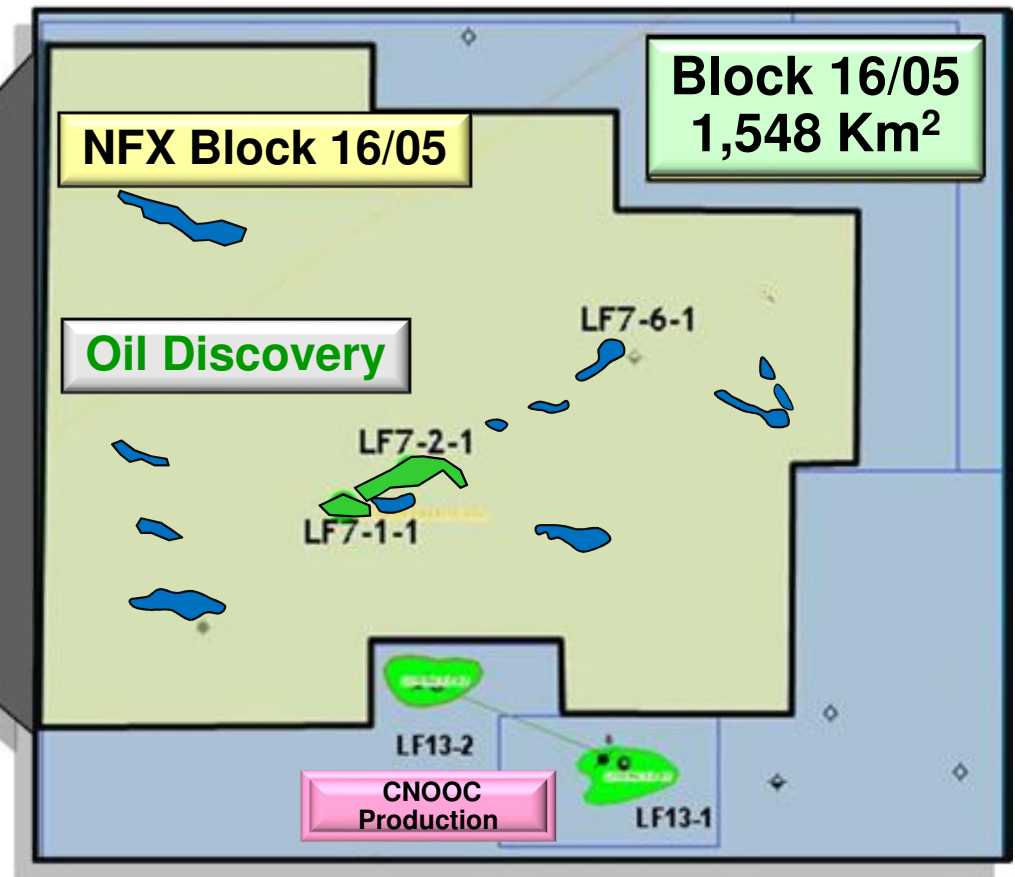 Block 16/05
1,548 Km²
NFX Block 16/05
LF7-6-1
Oil Discovery
LF7-2-1
LF7-1-1
LF13-2
CNOOC
Production
LF13-1